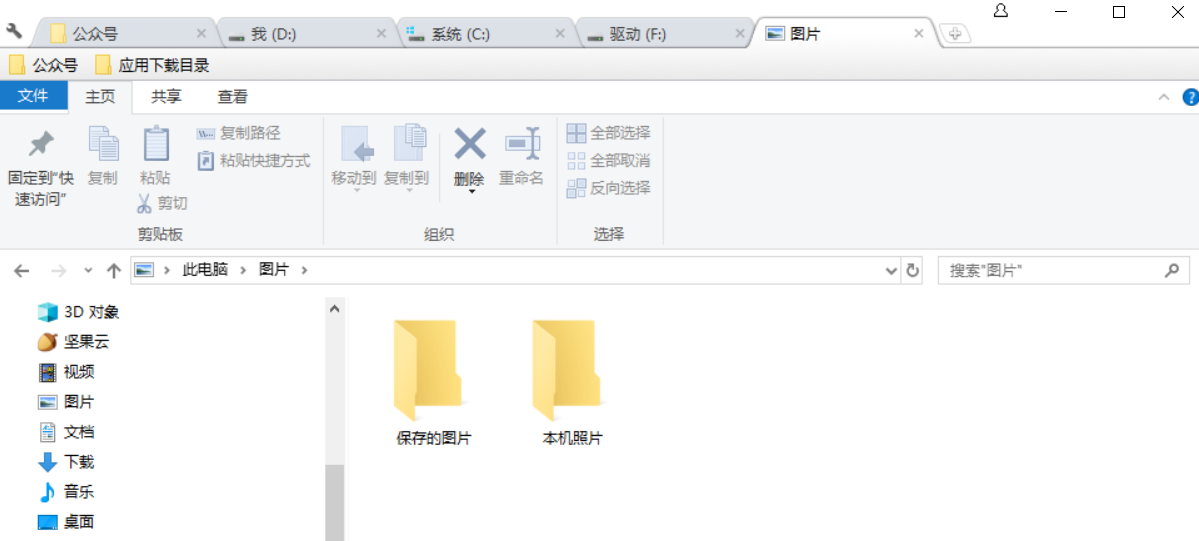 公众号
我 (D:)
系统 (C:)
驱动 (F:)
图片
公众号
应用下载目录
文件
主页
共享
查看
固定到"快
速访问"
复制
粘贴
复制路径
粘贴快捷方式
剪切
剪贴板
移动到
复制到
删除
重命名
组织
全部选择
全部取消
反向选择
选择
此电脑
图片
搜索"图片"
3D 对象
坚果云
视频
图片
文档
下载
音乐
桌面
保存的图片
本机照片